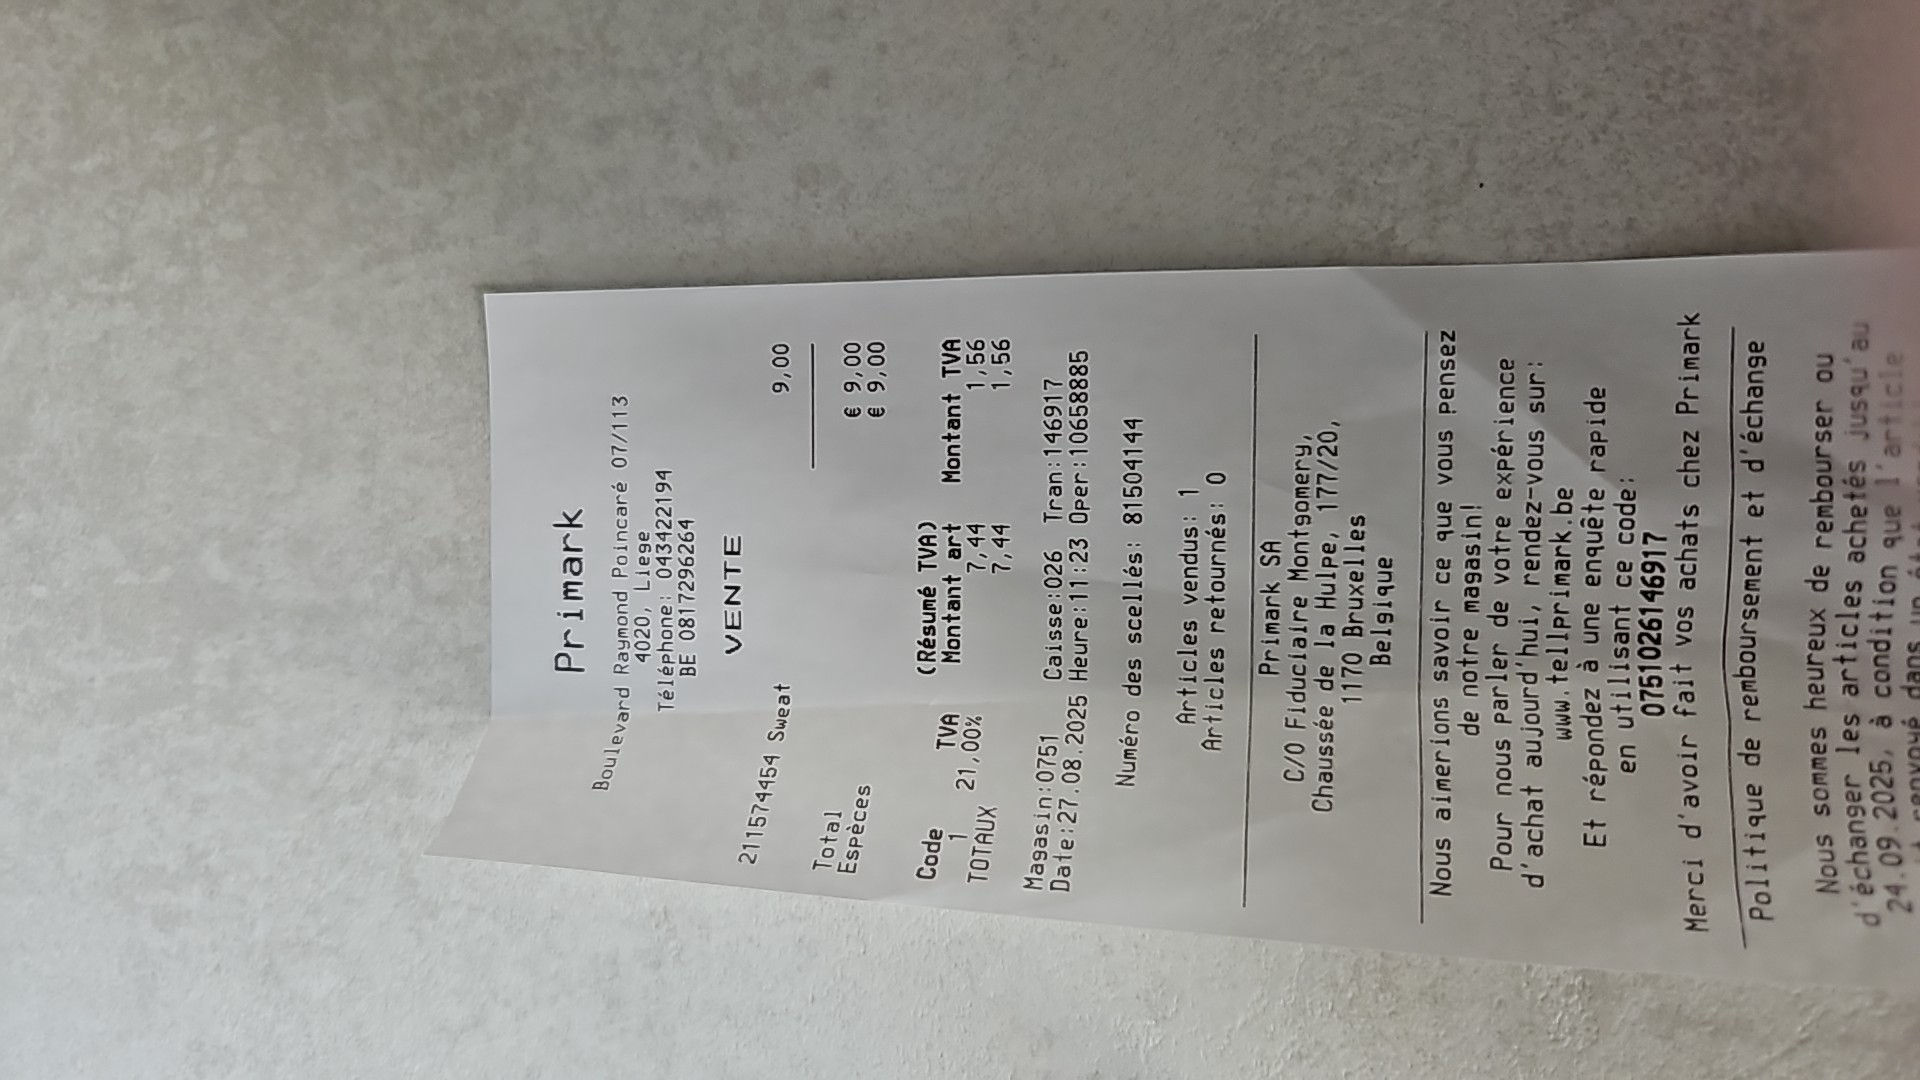 Primark
Boulevard Raymond Poincaré 07/113
4020, Liege
Téléphone: 043422194
BE 0817296264
VENTE
211574454 Sweat 9,00
Total € 9,00
Espèces € 9,00
(Résumé TVA)
Code TVA Montant art Montant TVA
1 21,00% 7,44 1,56
TOTAUX 7,44 1,56
Magasin:0751 Caisse:026 Tran:146917
Date:27.08.2025 Heure:11:23 Oper:10658885
Numéro des scellés: 81504144
Articles vendus: 1
Articles retournés: 0
Primark SA
C/O Fiduciaire Montgomery,
Chaussée de la Hulpe, 177/20,
1170 Bruxelles
Belgique
Nous aimerions savoir ce que vous pensez
de notre magasin!
Pour nous parler de votre expérience
d'achat aujourd'hui, rendez-vous sur:
www.tellprimark.be
Et répondez à une enquête rapide
en utilisant ce code:
0751026146917
Merci d'avoir fait vos achats chez Primark
Politique de remboursement et d'échange
Nous sommes heureux de rembourser ou
d'échanger les articles achetés jusqu'au
24.09.2025, à condition que l'article
renvoyé dans un